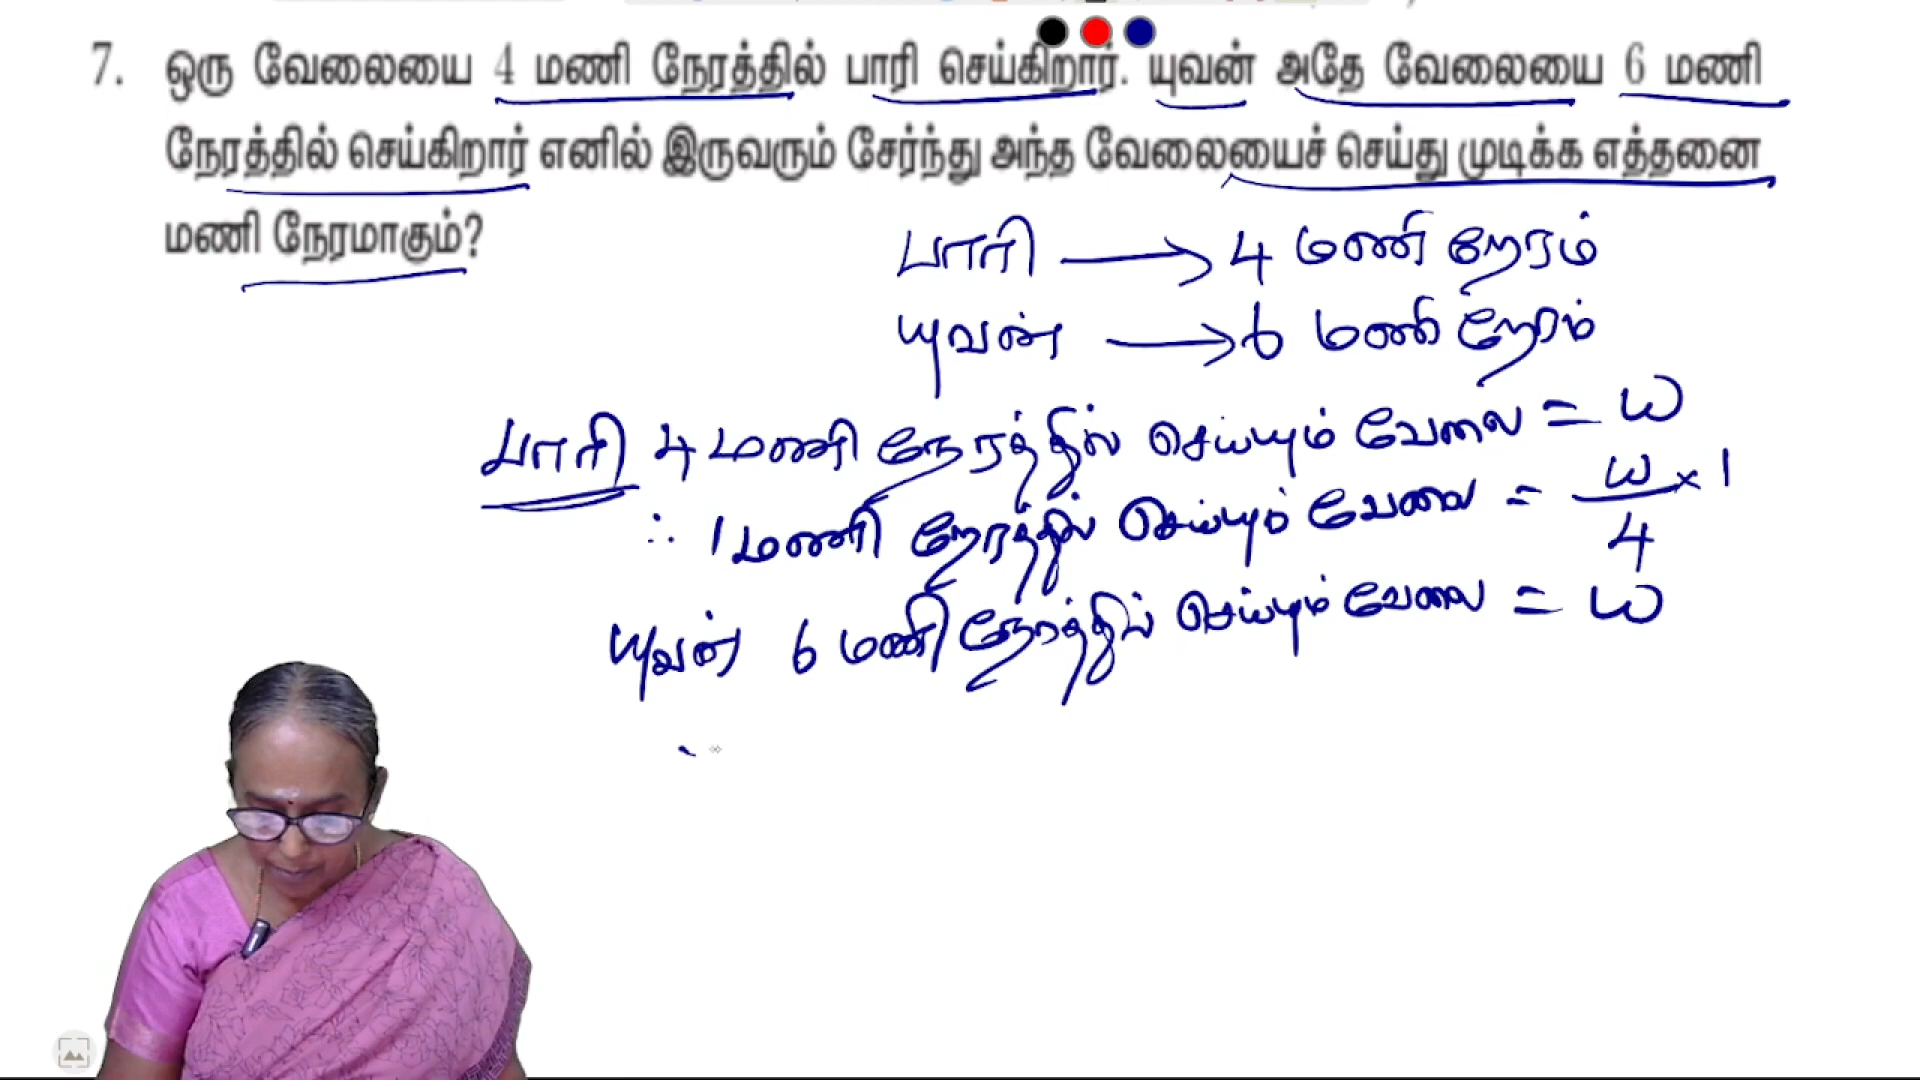 7. ஒரு வேலையை 4 மணி நேரத்தில் பாரி செய்கிறார். யுவன் அதே வேலையை 6 மணி
நேரத்தில் செய்கிறார் எனில் இருவரும் சேர்ந்து அந்த வேலையைச் செய்து முடிக்க எத்தனை
மணி நேரமாகும்?
பாரி → 4 மணி நேரம்
யுவன் → 6 மணி நேரம்
பாரி 4 மணி நேரத்தில் செய்யும் வேலை = w
∴ 1 மணி நேரத்தில் செய்யும் வேலை = w/4 × 1
யுவன் 6 மணி நேரத்தில் செய்யும் வேலை = w